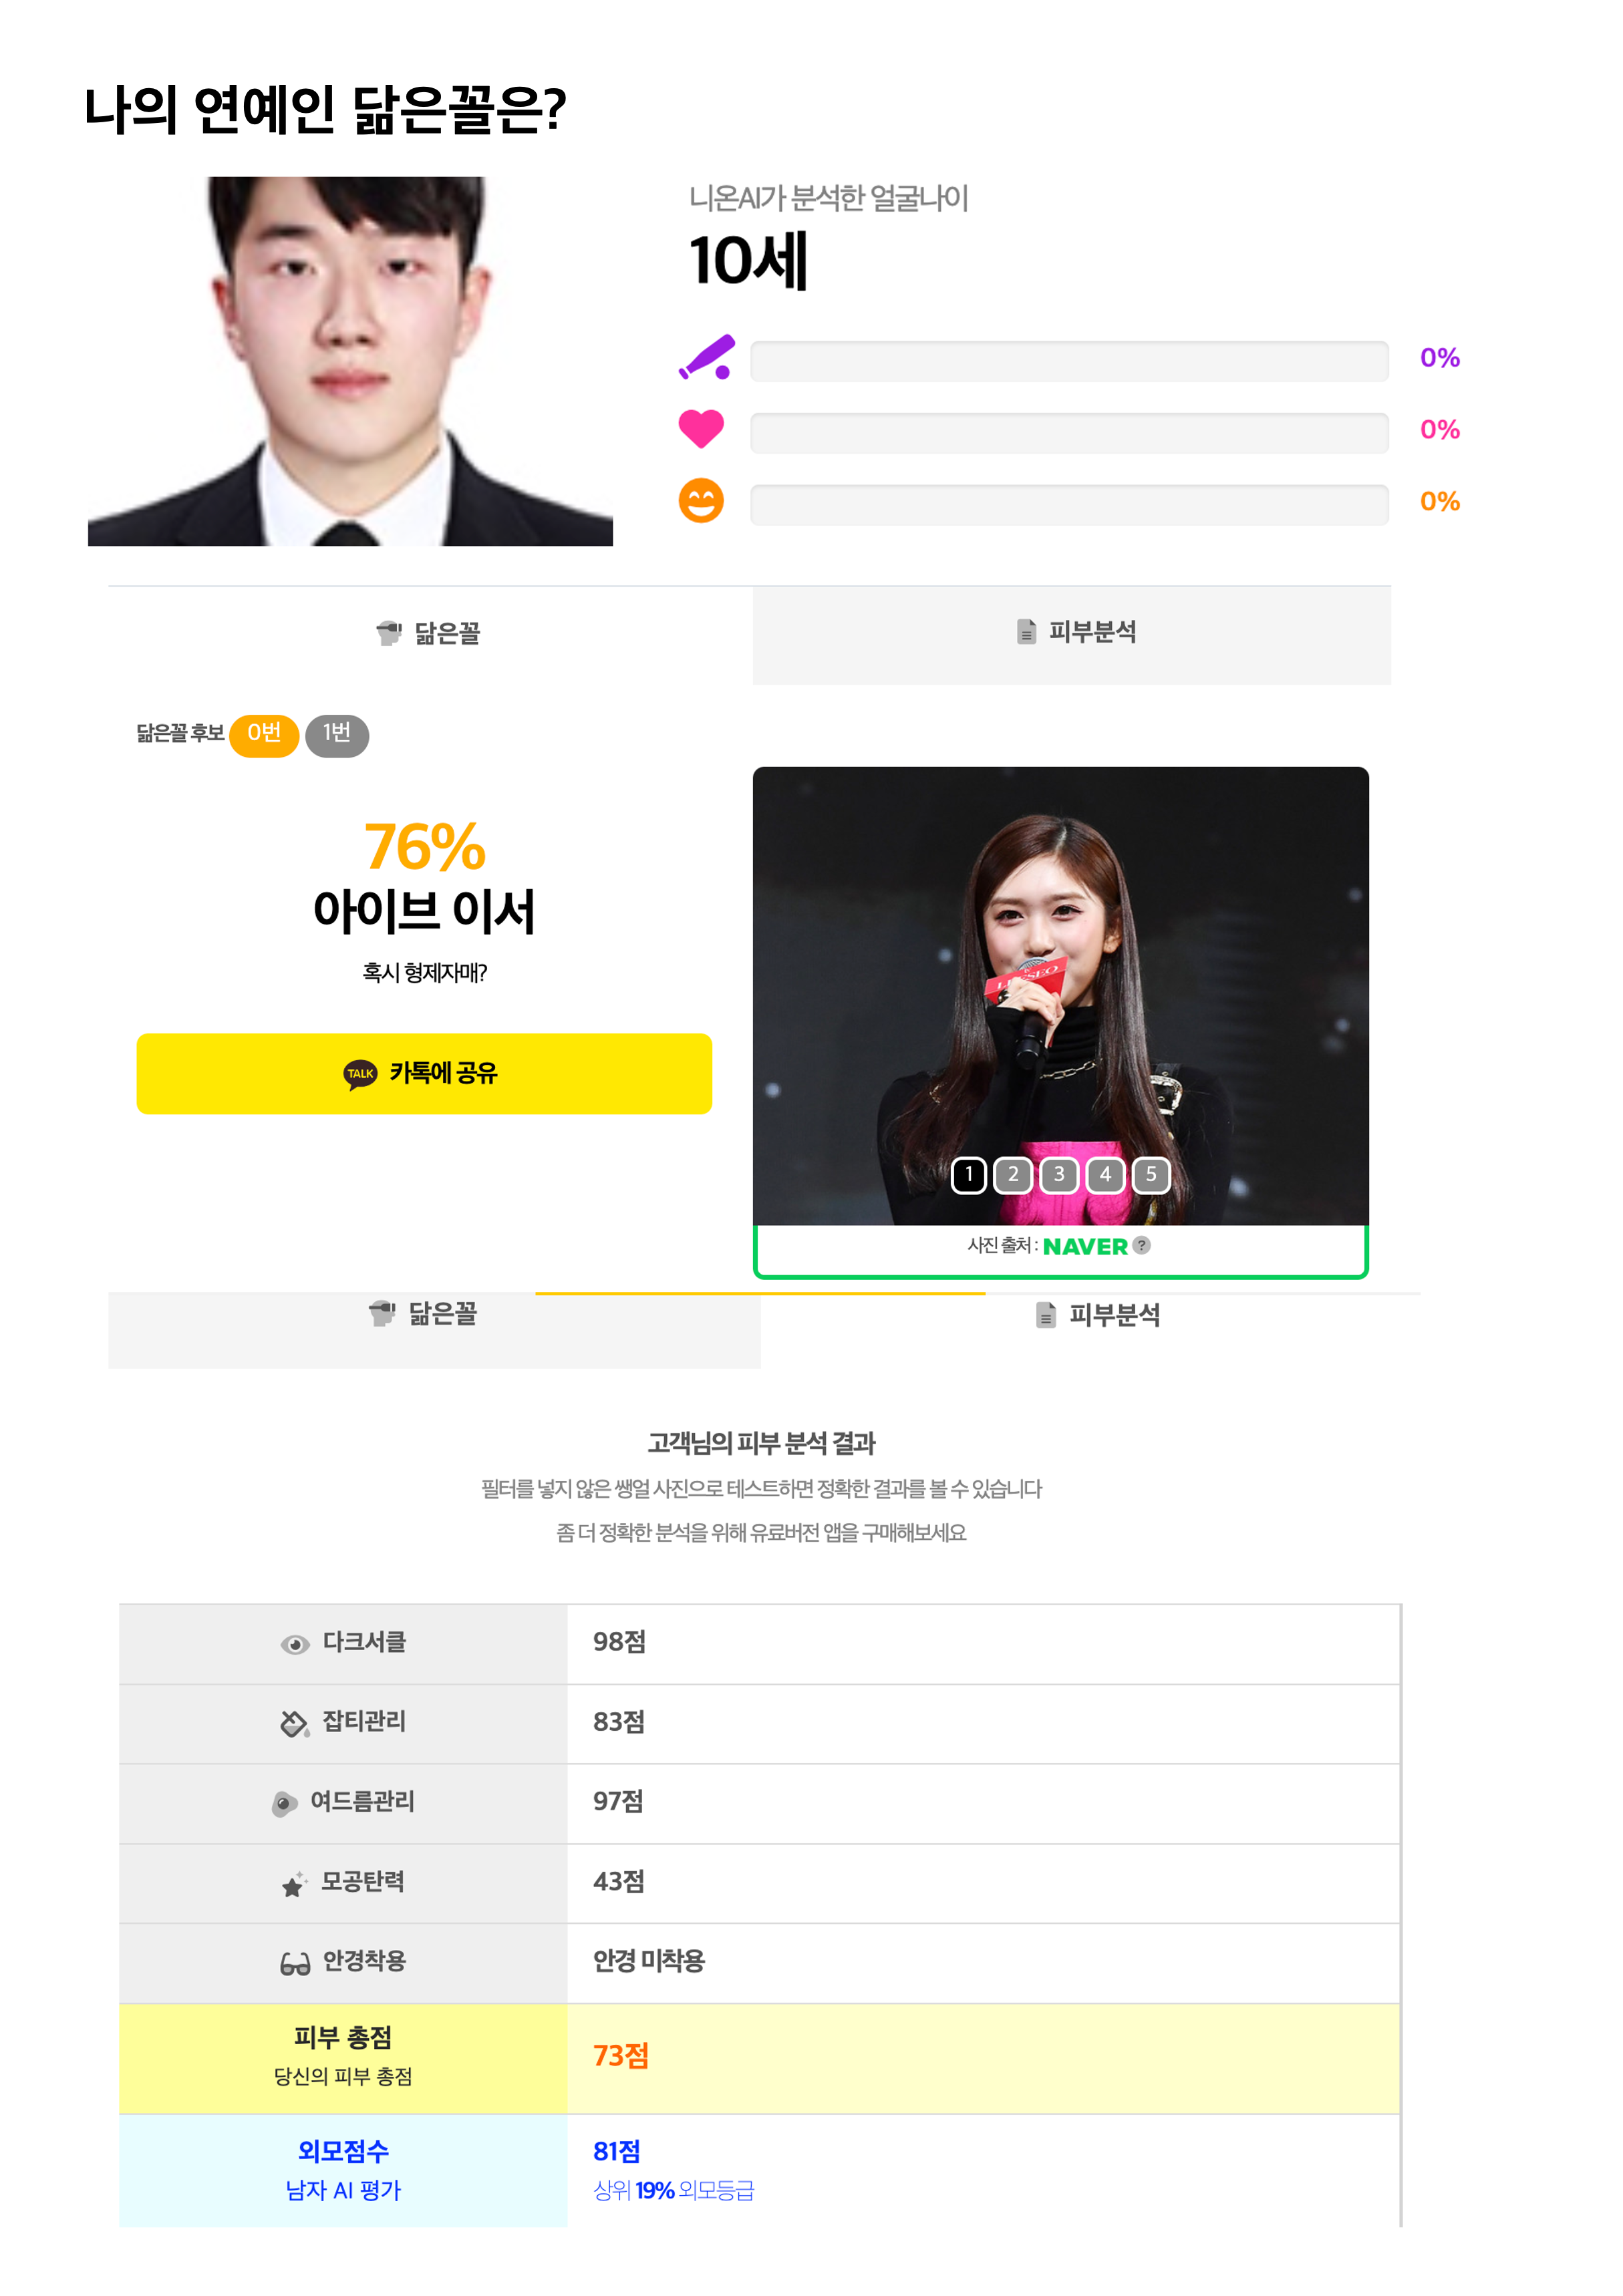 나의 연예인 닮은꼴은?
니온AI가 분석한 얼굴나이
10세
0%
0%
0%
닮은꼴
피부분석
닮은꼴 후보 0번 1번
76%
아이브 이서
혹시 형제자매?
TALK 카톡에 공유
1 2 3 4 5
사진 출처 : NAVER ?
닮은꼴
피부분석
고객님의 피부 분석 결과
필터를 넣지 않은 쌩얼 사진으로 테스트하면 정확한 결과를 볼 수 있습니다
좀 더 정확한 분석을 위해 유료버전 앱을 구매해보세요
다크서클 98점
잡티관리 83점
여드름관리 97점
모공탄력 43점
안경착용 안경 미착용
피부 총점
당신의 피부 총점
73점
외모점수
남자 AI 평가
81점
상위 19% 외모등급